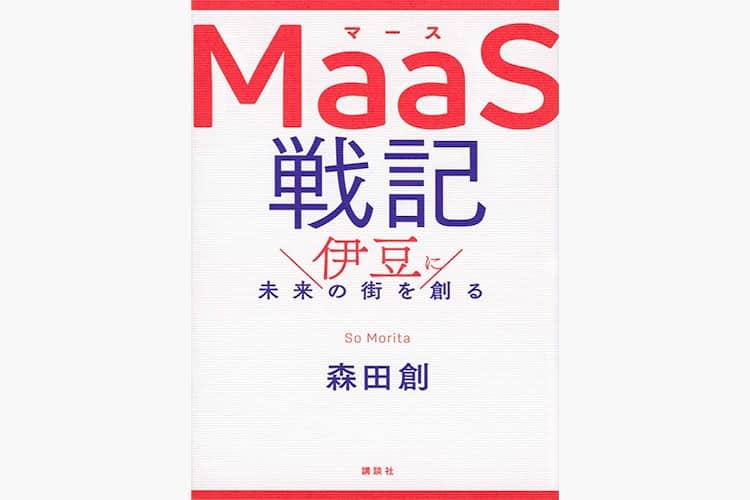 マース
MaaS
戦記
伊豆に
未来の街を創る
So Morita
森田創
講談社